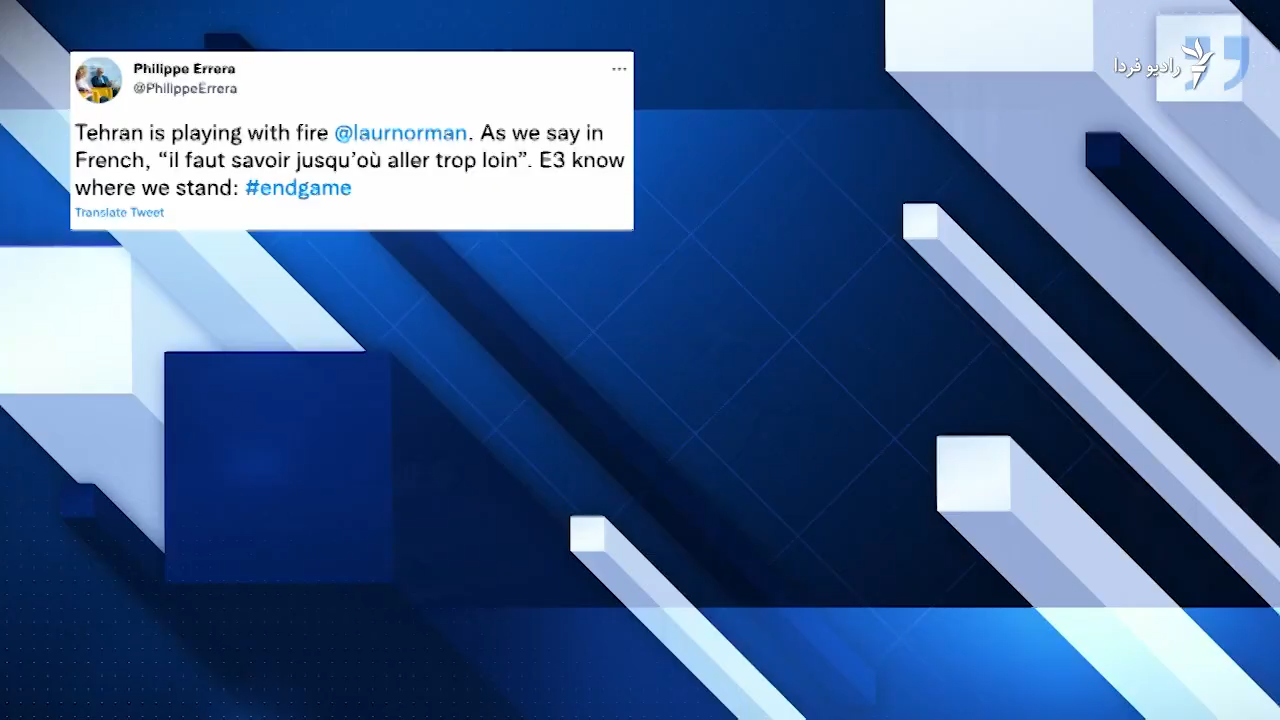 رادیو فردا
Philippe Errera
@PhilippeErrera
Tehran is playing with fire @laurnorman. As we say in
French, “il faut savoir jusqu’où aller trop loin”. E3 know
where we stand: #endgame
Translate Tweet